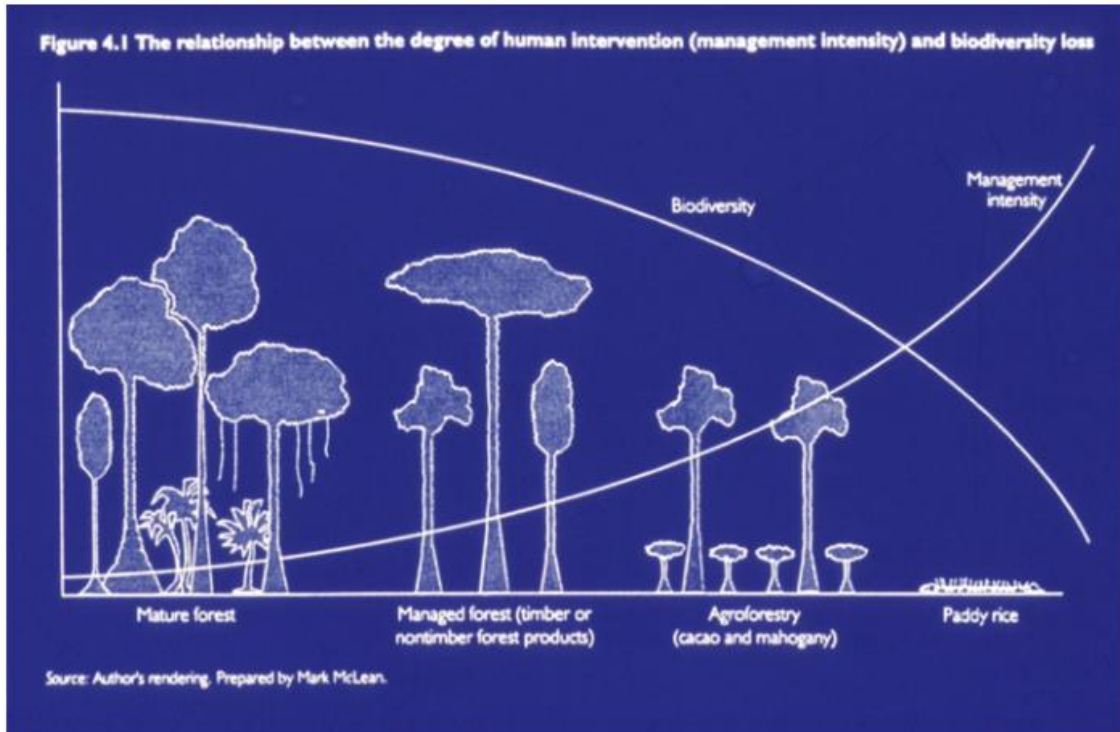 Figure 4.1 The relationship between the degree of human intervention (management intensity) and biodiversity loss
Biodiversity
Management
intensity
Mature forest
Managed forest (timber or
nontimber forest products)
Agroforestry
(cacao and mahogany)
Paddy rice
Source: Author's rendering. Prepared by Mark McLean.